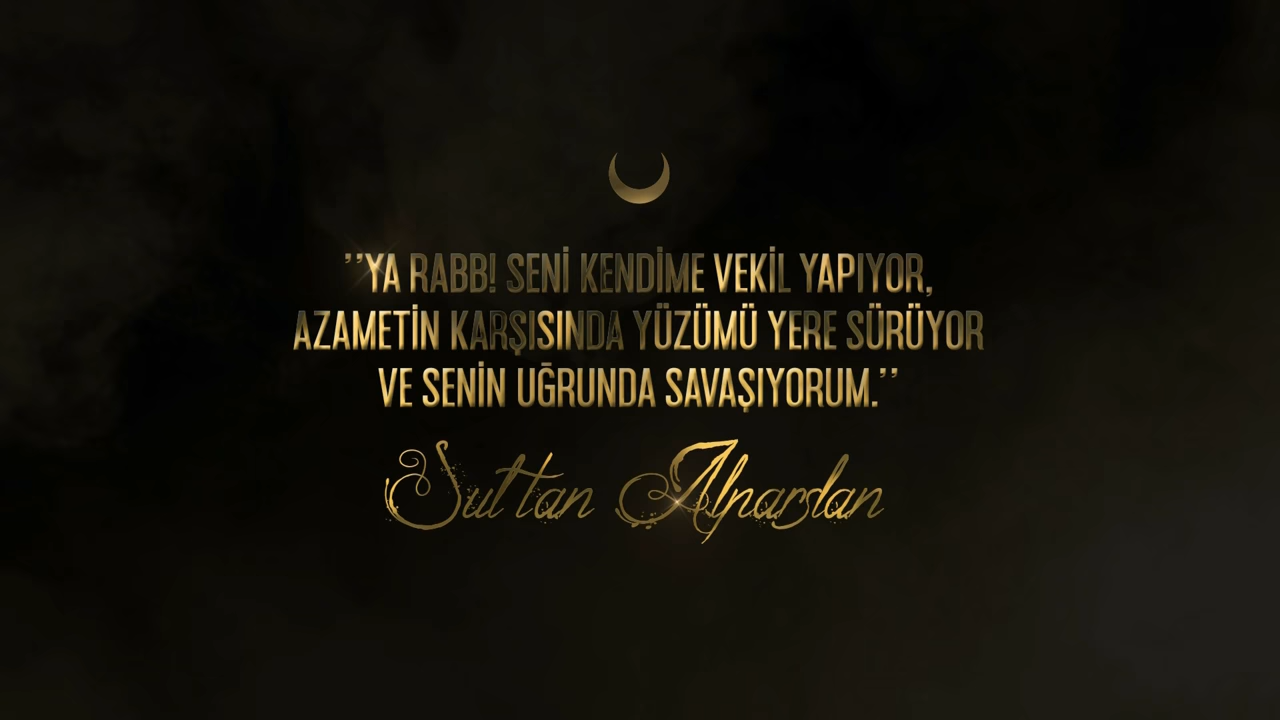 ’’YA RABB! SENİ KENDİME VEKİL YAPIYOR,
AZAMETİN KARŞISINDA YÜZÜMÜ YERE SÜRÜYOR
VE SENİN UĞRUNDA SAVAŞIYORUM.’’
Sultan Alparslan